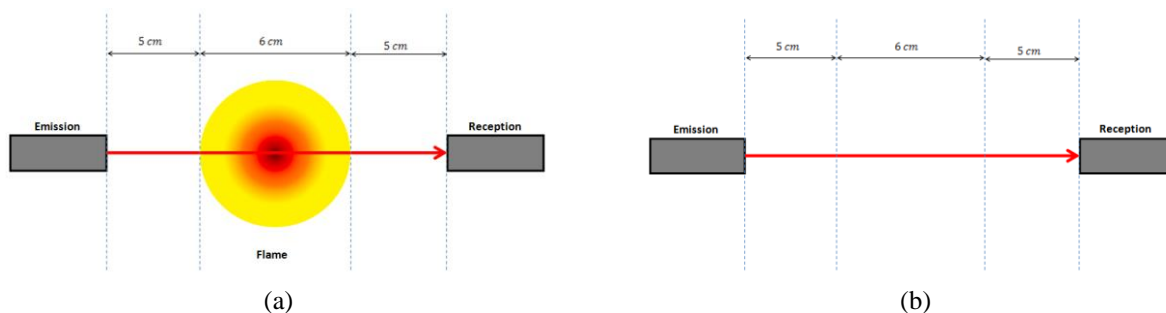 5 cm 6 cm 5 cm
Emission
Reception
Flame
(a)
5 cm 6 cm 5 cm
Emission
Reception
(b)